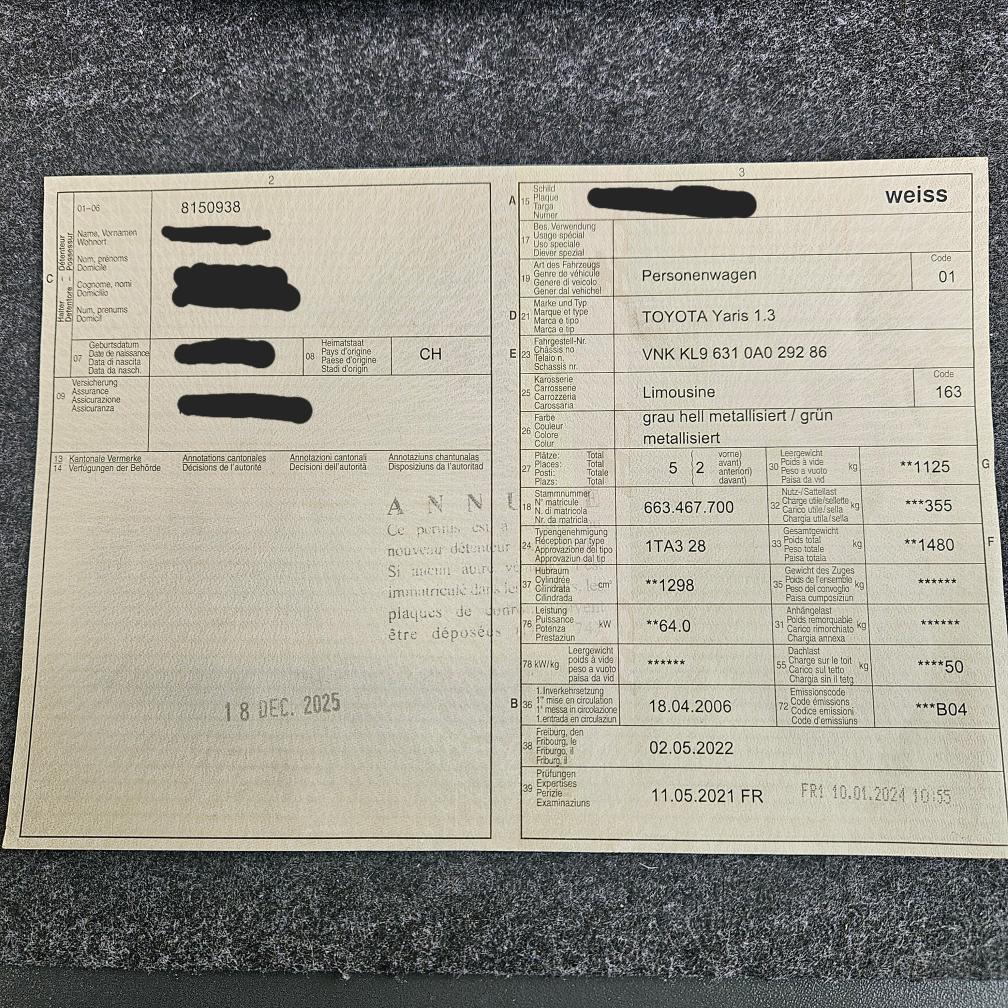 2
01–06
8150938
C
Halter Détenteur
Detentore Possessur
Name, Vornamen
Wohnort
Nom, prénoms
Domicile
Cognome, nomi
Domicilio
Num, prenums
Domicil
07
Geburtsdatum
Date de naissance
Data di nascita
Data da nasch.
08
Heimatstaat
Pays d'origine
Paese d'origine
Stadi d'origin
CH
09
Versicherung
Assurance
Assicurazione
Assicuranza
13 Kantonale Vermerke Annotations cantonales Annotazioni cantonali Annotaziuns chantunalas
14 Verfügungen der Behörde Décisions de l'autorité Decisioni dell'autorità Disposiziuns da l'autoritad
A N N U
Ce permis est à
nouveau détenteur
Si aucun autre
immatriculé dans les
plaques de
être déposées
18 DEC. 2025
3
A 15
Schild
Plaque
Targa
Numer
weiss
17
Bes. Verwendung
Usage spécial
Uso speciale
Diever spezial
19
Art des Fahrzeugs
Genre de véhicule
Genere di veicolo
Gener dal vehichel
Personenwagen
Code
01
D 21
Marke und Typ
Marque et type
Marca e tipo
Marca e tip
TOYOTA Yaris 1.3
E 23
Fahrgestell-Nr.
Châssis no
Telaio n.
Schassis nr.
VNK KL9 631 0A0 292 86
25
Karosserie
Carrosserie
Carrozzeria
Carossaria
Limousine
Code
163
26
Farbe
Couleur
Colore
Colur
grau hell metallisiert / grün
metallisiert
27
Plätze: Total
Places: Total
Posti: Totale
Plazs: Total
5 { 2
vorne)
avant)
anteriori)
davant)
30
Leergewicht
Poids à vide
Peso a vuoto
Paisa da vid
kg
**1125
G
18
Stammnummer
N° matricule
N. di matricola
Nr. da matricla
663.467.700
32
Nutz-/Sattellast
Charge utile/sellette
Carico utile/sella
Chargia utila/sella
kg
***355
24
Typengenehmigung
Réception par type
Approvazione del tipo
Approvaziun dal tip
1TA3 28
33
Gesamtgewicht
Poids total
Peso totale
Paisa totala
kg
**1480
F
37
Hubraum
Cylindrée
Cilindrata
Cilindrada
cm³
**1298
35
Gewicht des Zuges
Poids de l'ensemble
Peso del convoglio
Paisa cumposiziun
kg
******
76
Leistung
Puissance
Potenza
Prestaziun
kW
**64.0
31
Anhängelast
Poids remorquable
Carico rimorchiato
Chargia annexa
kg
******
78 kW/kg
Leergewicht
poids à vide
peso a vuoto
paisa da vid
******
55
Dachlast
Charge sur le toit
Carico sul tetto
Chargia sin il tetg
kg
****50
B 36
1.Inverkehrsetzung
1re mise en circulation
1a messa in circolazione
1.entrada en circulaziun
18.04.2006
72
Emissionscode
Code émissions
Codice emissioni
Code d'emissiuns
***B04
38
Freiburg, den
Fribourg, le
Friburgo, il
Friburg, il
02.05.2022
39
Prüfungen
Expertises
Perizie
Examinaziuns
11.05.2021 FR
FR1 10.01.2024 10:55